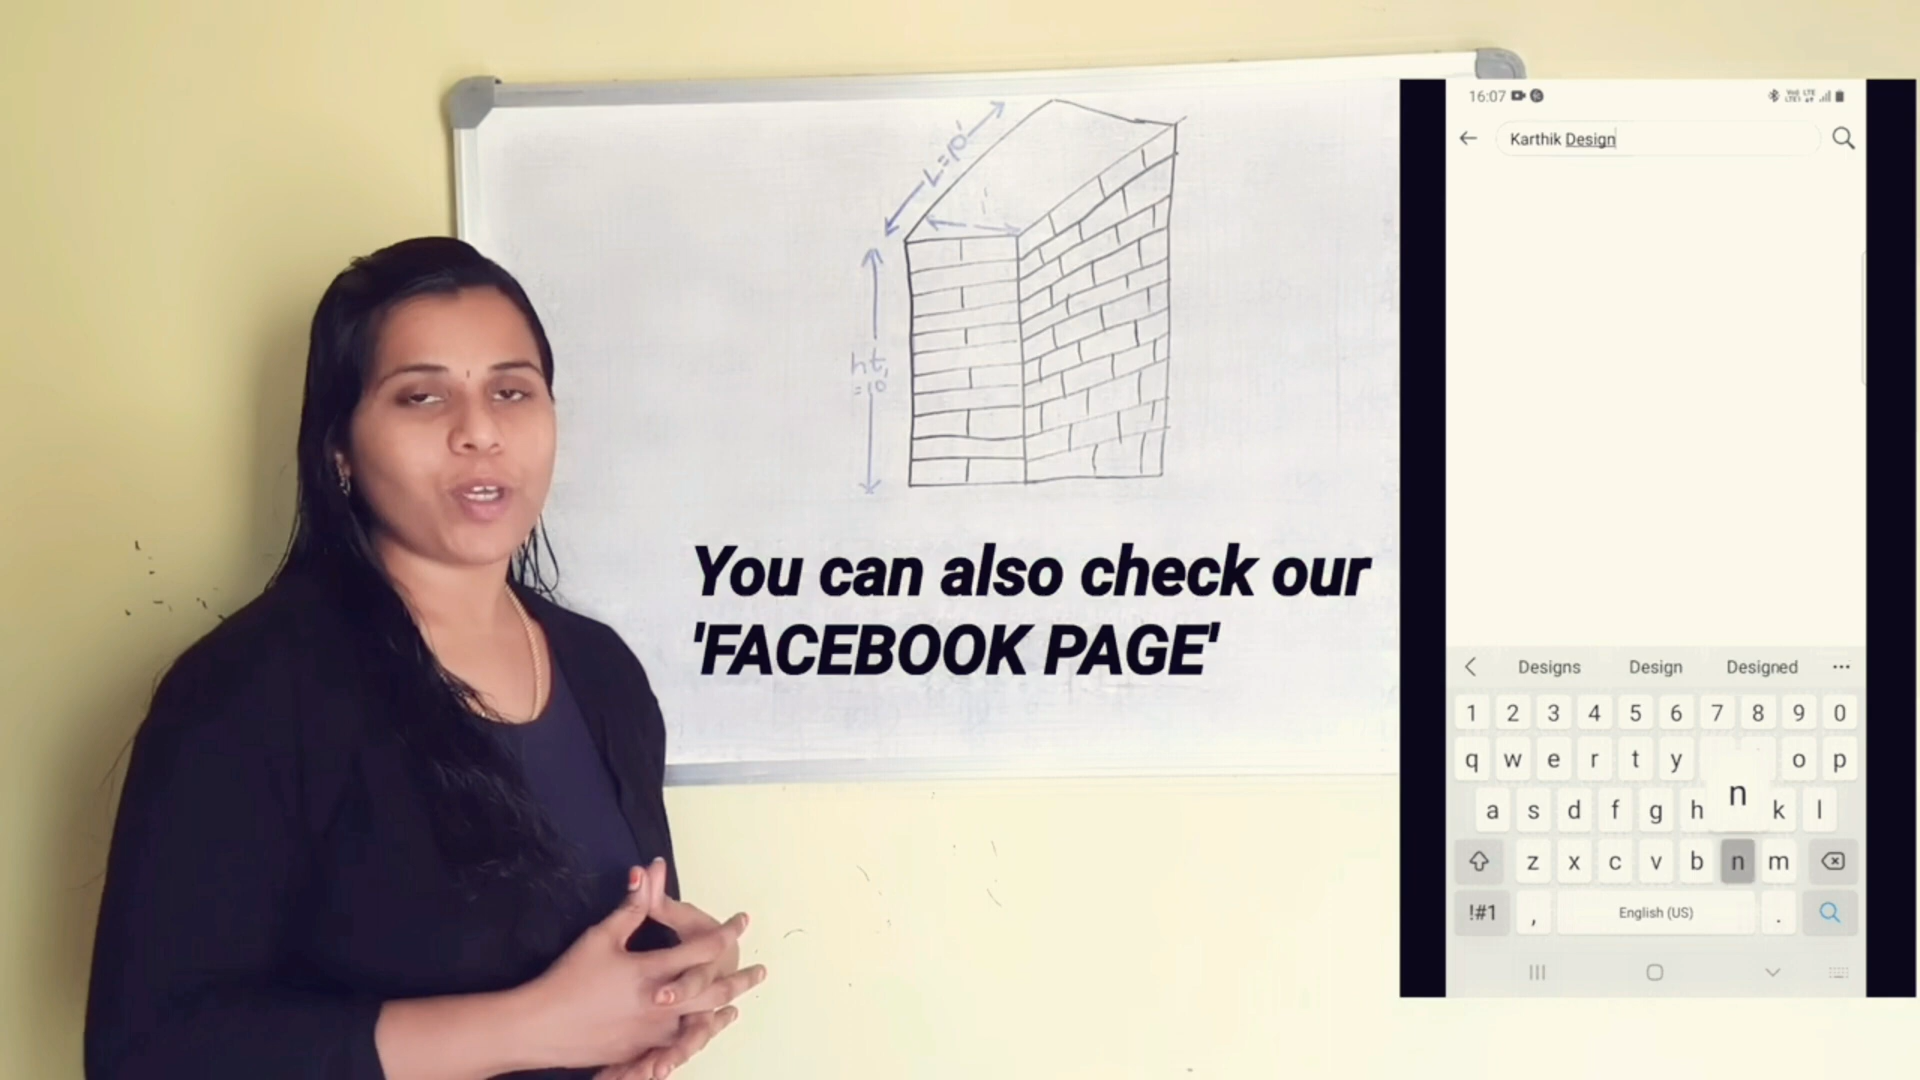 L=10'
1'
ht
=10'
You can also check our
'FACEBOOK PAGE'
16:07
Karthik Design
Designs Design Designed
1 2 3 4 5 6 7 8 9 0
q w e r t y o p
a s d f g h n k l
z x c v b n m
!#1 , English (US) .